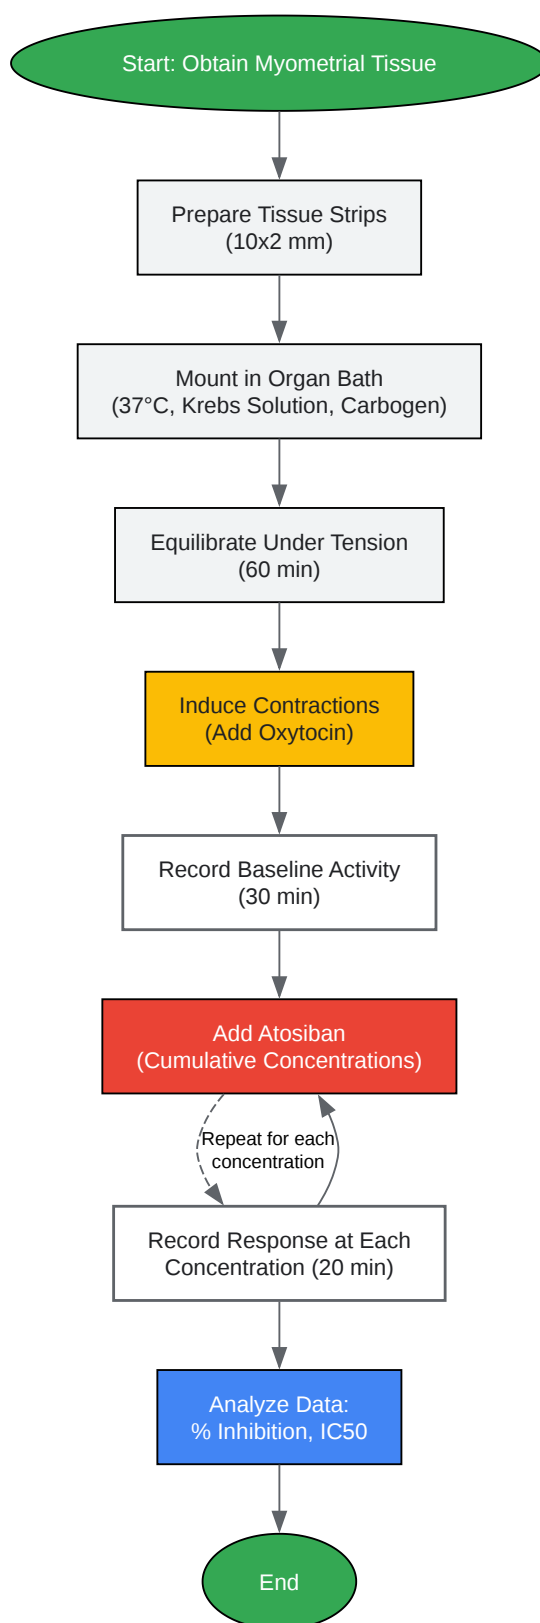 Start: Obtain Myometrial Tissue
Prepare Tissue Strips
(10x2 mm)
Mount in Organ Bath
(37°C, Krebs Solution, Carbogen)
Equilibrate Under Tension
(60 min)
Induce Contractions
(Add Oxytocin)
Record Baseline Activity
(30 min)
Add Atosiban
(Cumulative Concentrations)
Repeat for each
concentration
Record Response at Each
Concentration (20 min)
Analyze Data:
% Inhibition, IC50
End